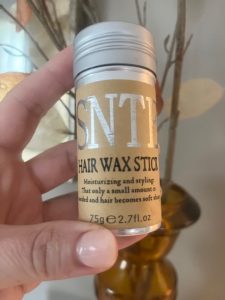 HAIR WAX STICK
Moisturizing and styling
That only a small amount is
needed and hair becomes soft
75g℮2.7fl.oz